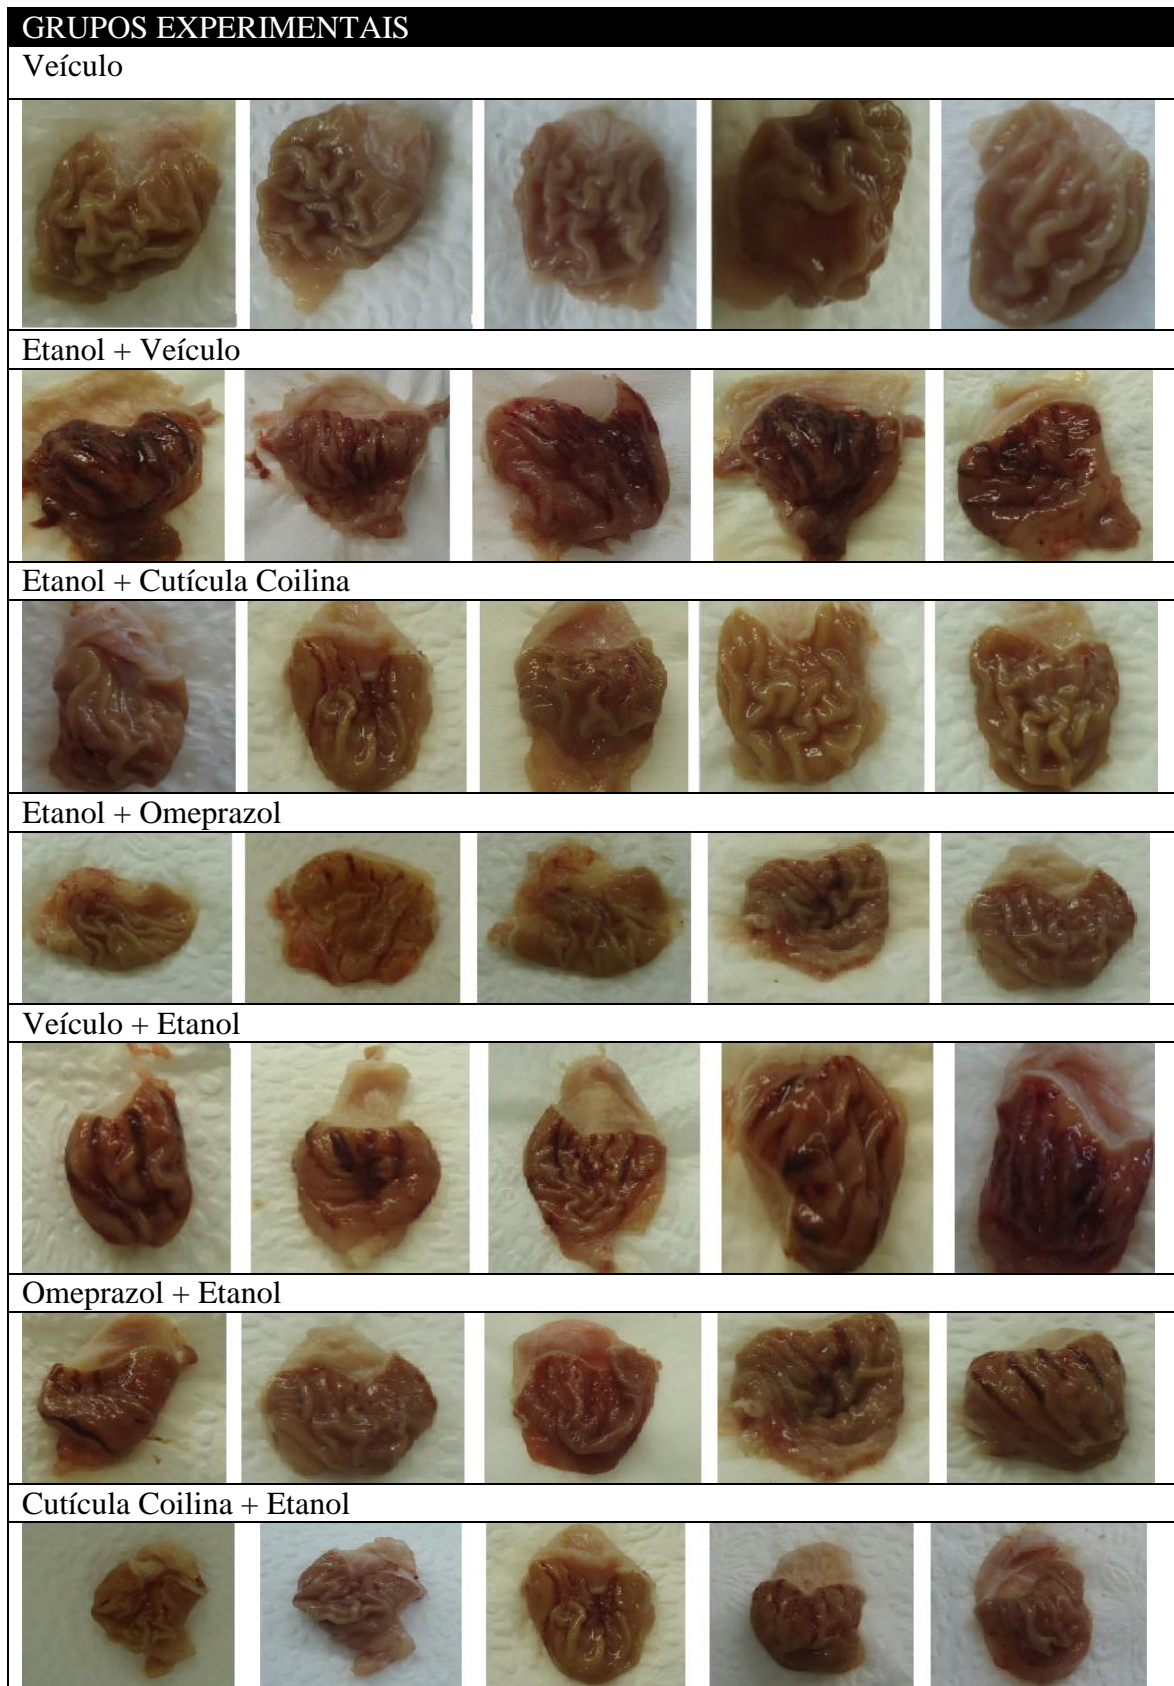 GRUPOS EXPERIMENTAIS
Veículo
Etanol + Veículo
Etanol + Cutícula Coilina
Etanol + Omeprazol
Veículo + Etanol
Omeprazol + Etanol
Cutícula Coilina + Etanol